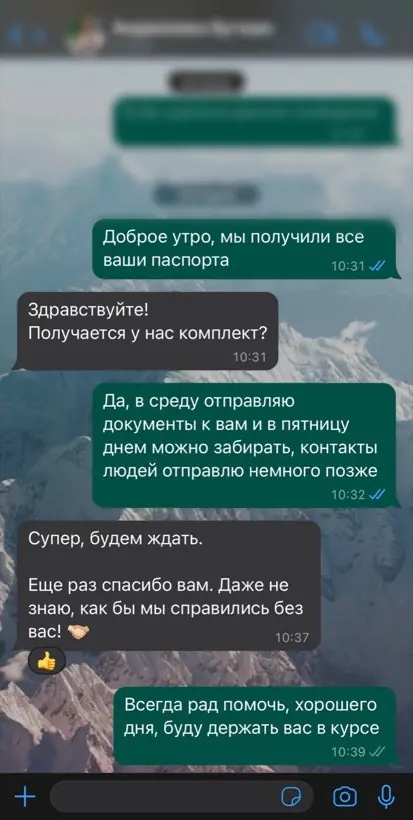 Доброе утро, мы получили все
ваши паспорта
10:31
Здравствуйте!
Получается у нас комплект?
10:31
Да, в среду отправляю
документы к вам и в пятницу
днем можно забирать, контакты
людей отправлю немного позже
10:32
Супер, будем ждать.
Еще раз спасибо вам. Даже не
знаю, как бы мы справились без
вас! 🤝
10:37
👍
Всегда рад помочь, хорошего
дня, буду держать вас в курсе
10:39